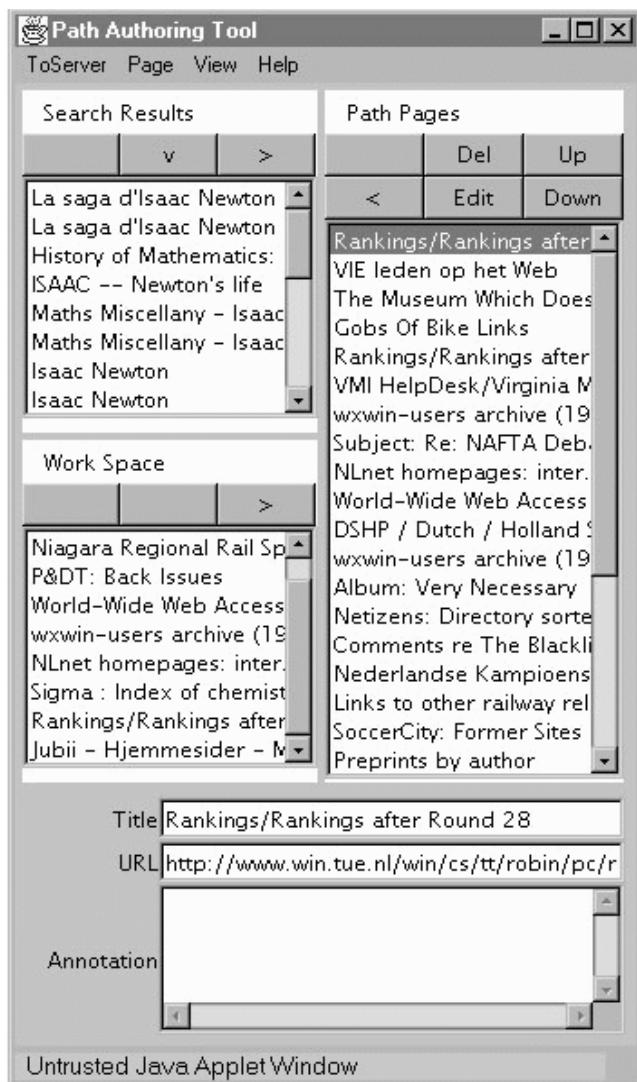 Path Authoring Tool
ToServer Page View Help
Search Results
v >
La saga d'Isaac Newton
La saga d'Isaac Newton
History of Mathematics:
ISAAC -- Newton's life
Maths Miscellany - Isaac
Maths Miscellany - Isaac
Isaac Newton
Isaac Newton
Work Space
>
Niagara Regional Rail Sp
P&DT: Back Issues
World-Wide Web Access
wxwin-users archive (19
NLnet homepages: inter.
Sigma : Index of chemist
Rankings/Rankings after
Jubii - Hjemmesider - M
Path Pages
Del Up
< Edit Down
Rankings/Rankings after
VIE leden op het Web
The Museum Which Does
Gobs Of Bike Links
Rankings/Rankings after
VMI HelpDesk/Virginia M
wxwin-users archive (19
Subject: Re: NAFTA Deb.
NLnet homepages: inter.
World-Wide Web Access
DSHP / Dutch / Holland S
wxwin-users archive (19
Album: Very Necessary
Netizens: Directory sorte
Comments re The Blackli
Nederlandse Kampioens
Links to other railway rel
SoccerCity: Former Sites
Preprints by author
Title Rankings/Rankings after Round 28
URL http://www.win.tue.nl/win/cs/tt/robin/pc/r
Annotation
Untrusted Java Applet Window